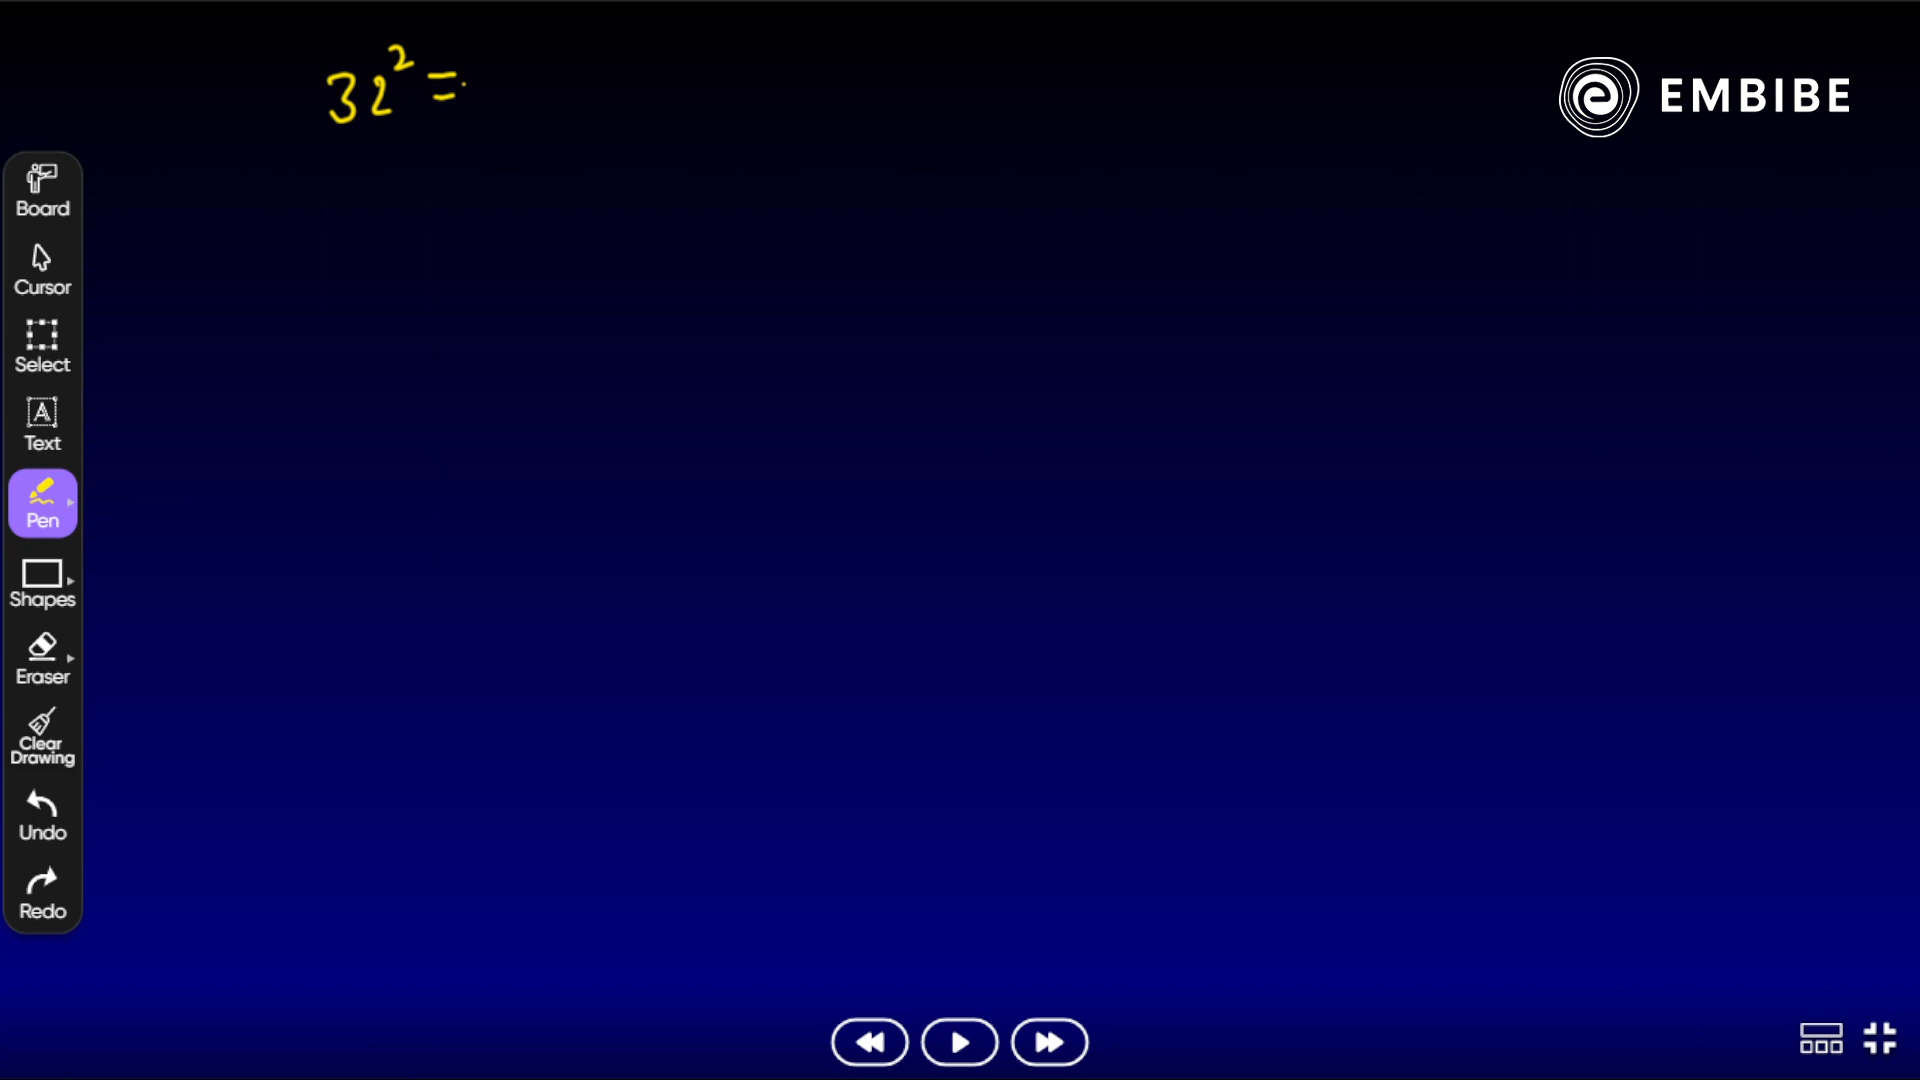 32² =
EMBIBE
Board
Cursor
Select
Text
Pen
Shapes
Eraser
Clear
Drawing
Undo
Redo